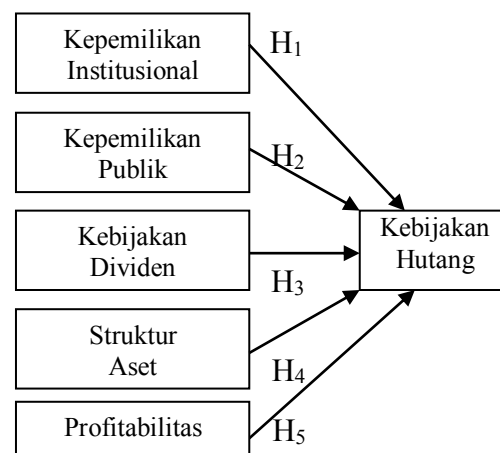 Kepemilikan
Institusional
H₁
Kepemilikan
Publik
H₂
Kebijakan
Dividen
H₃
Kebijakan
Hutang
Struktur
Aset
H₄
Profitabilitas
H₅